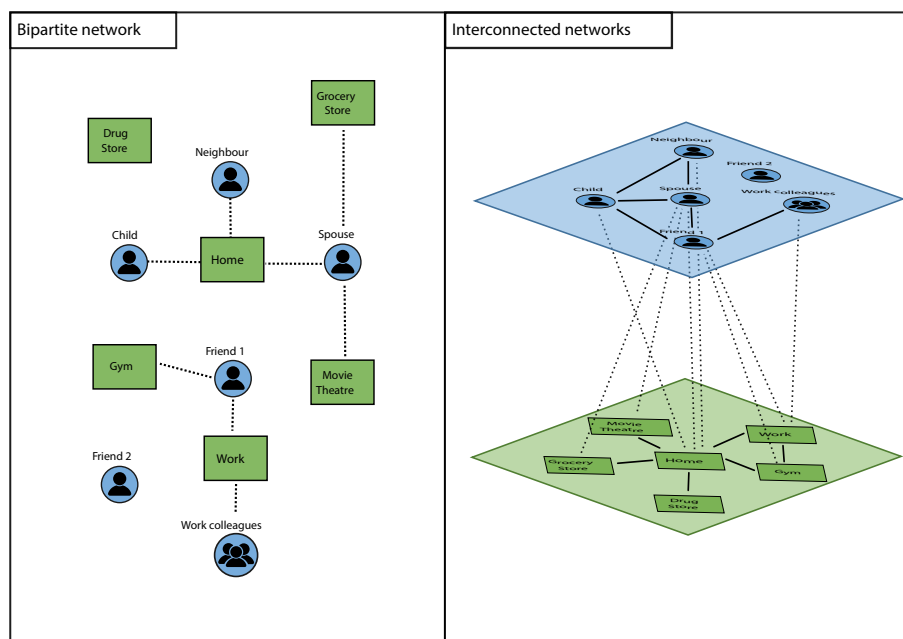 Bipartite network
Grocery
Store
Drug
Store
Neighbour
Child
Home
Spouse
Gym
Friend 1
Movie
Theatre
Friend 2
Work
Work colleagues
Interconnected networks
Neighbour
Friend 2
Child
Spouse
Work colleagues
Friend 1
Movie
Theatre
Work
Grocery
Store
Home
Gym
Drug
Store